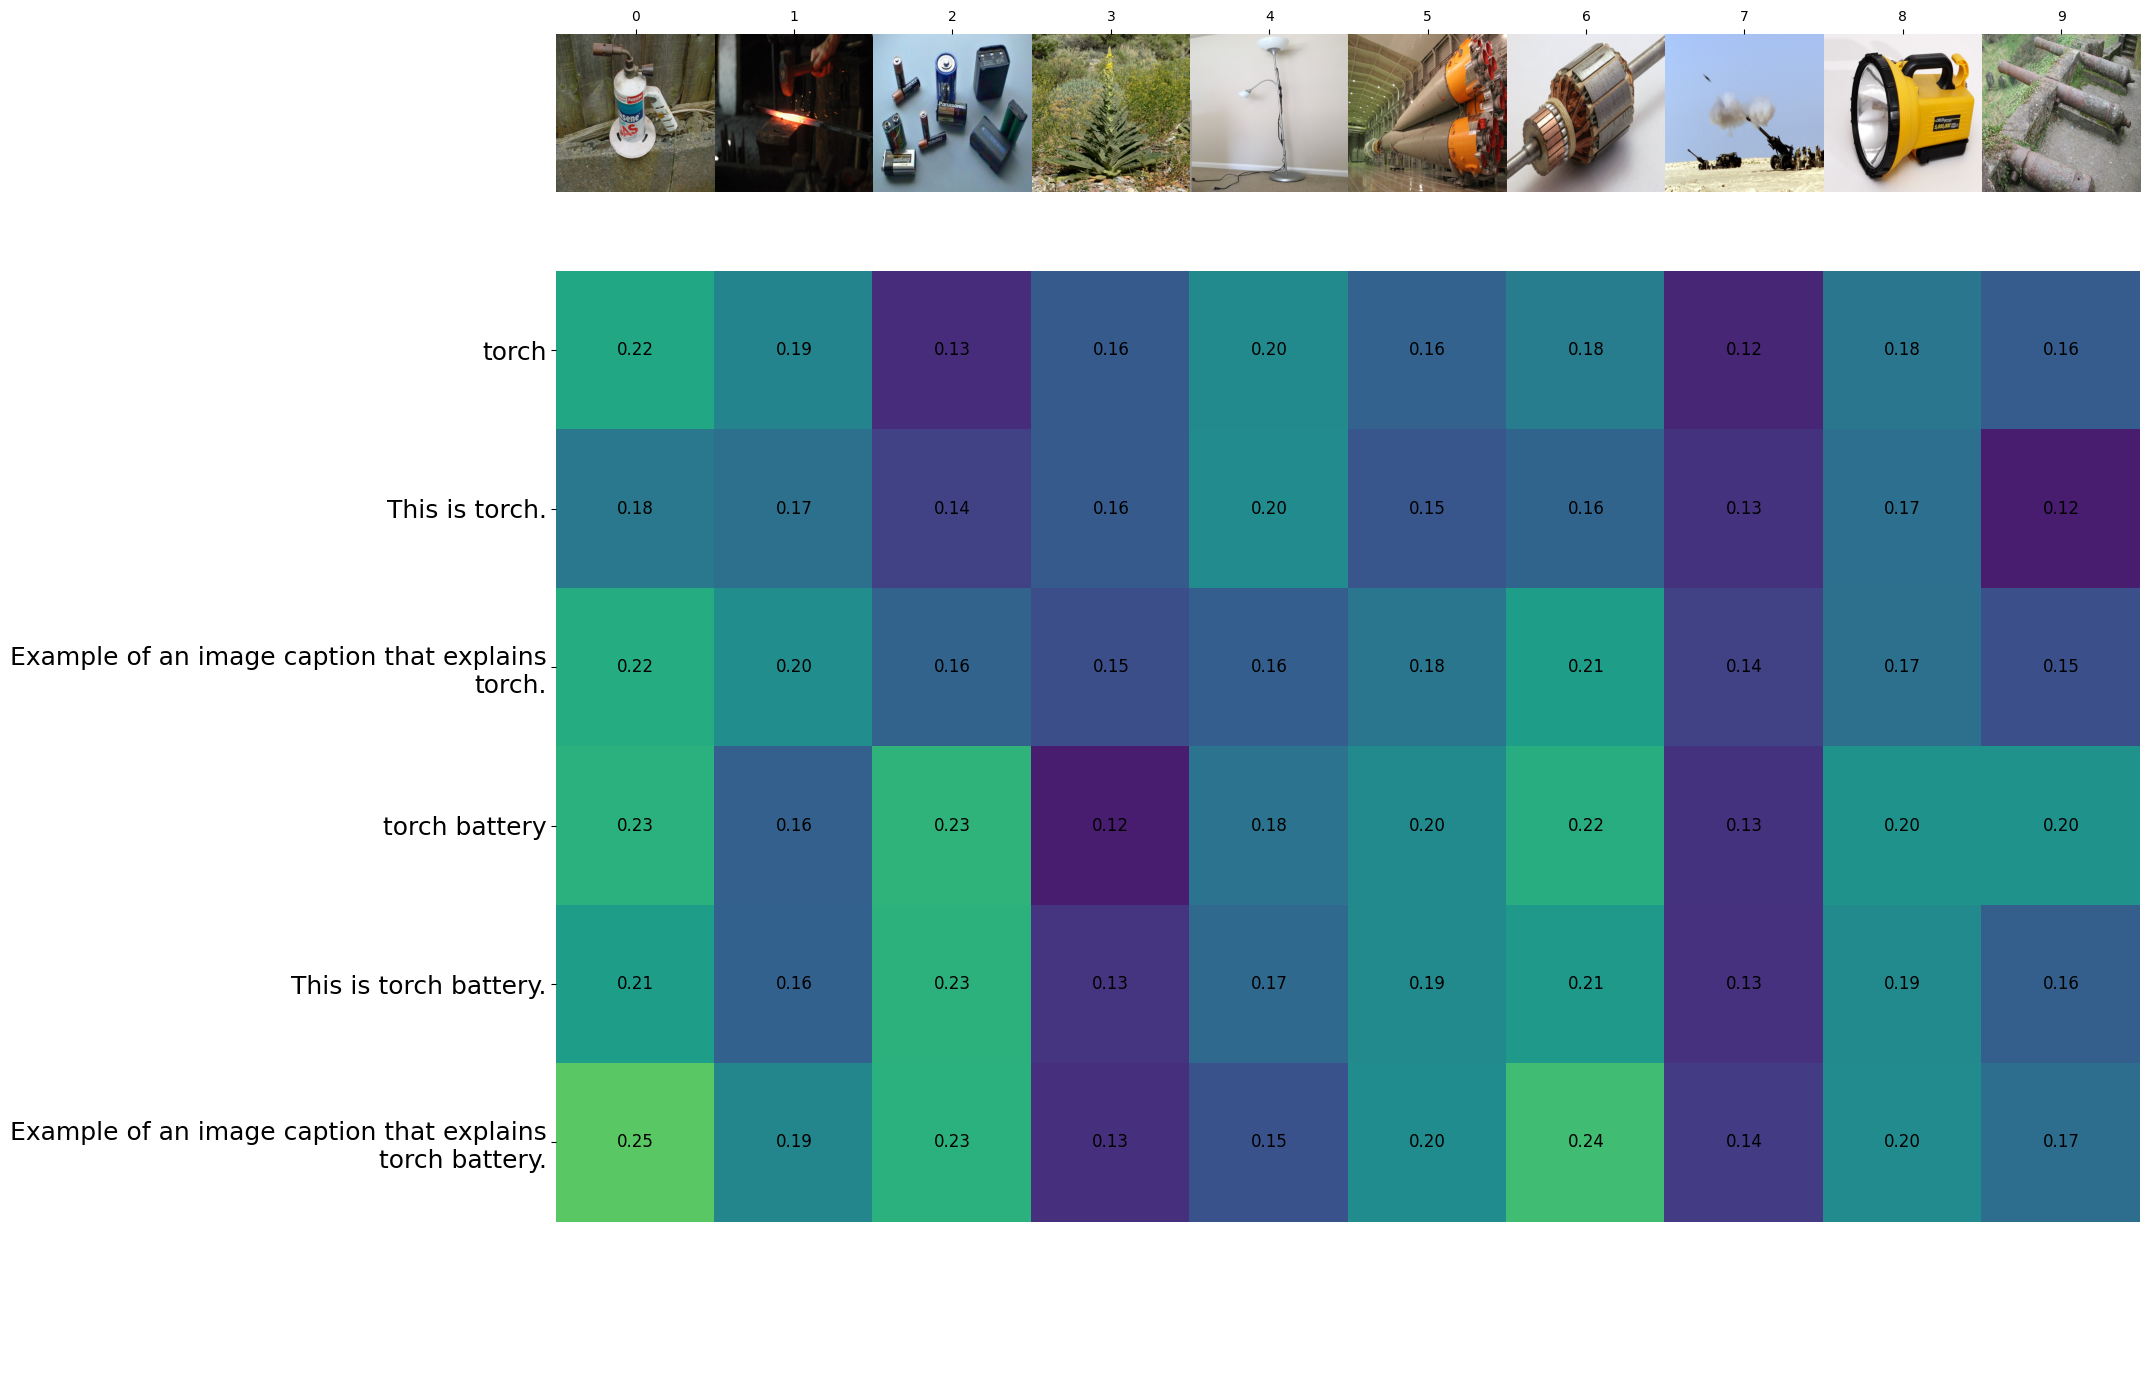 0 1 2 3 4 5 6 7 8 9
GAS
Panasonic
torch 0.22 0.19 0.13 0.16 0.20 0.16 0.18 0.12 0.18 0.16
This is torch. 0.18 0.17 0.14 0.16 0.20 0.15 0.16 0.13 0.17 0.12
Example of an image caption that explains
torch. 0.22 0.20 0.16 0.15 0.16 0.18 0.21 0.14 0.17 0.15
torch battery 0.23 0.16 0.23 0.12 0.18 0.20 0.22 0.13 0.20 0.20
This is torch battery. 0.21 0.16 0.23 0.13 0.17 0.19 0.21 0.13 0.19 0.16
Example of an image caption that explains
torch battery. 0.25 0.19 0.23 0.13 0.15 0.20 0.24 0.14 0.20 0.17